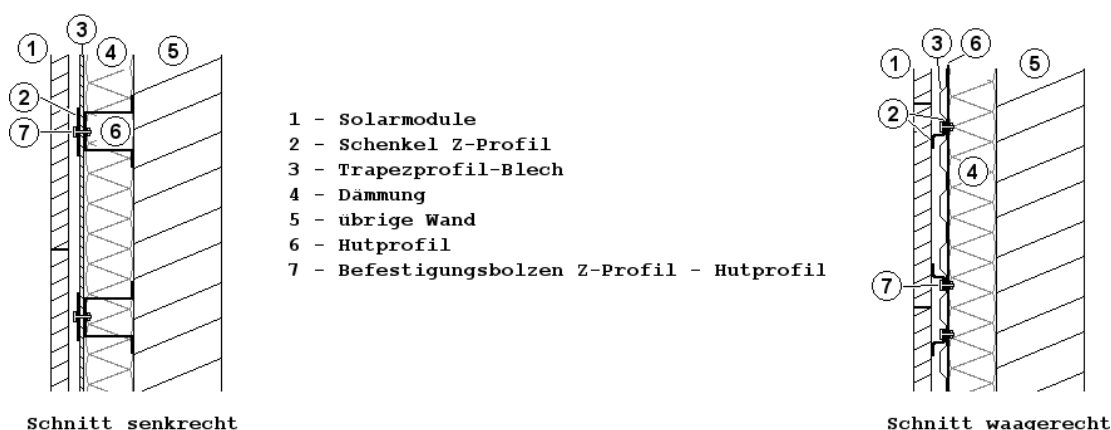 3
1
4
5
2
7
6
Schnitt senkrecht
1 - Solarmodule
2 - Schenkel Z-Profil
3 - Trapezprofil-Blech
4 - Dämmung
5 - übrige Wand
6 - Hutprofil
7 - Befestigungsbolzen Z-Profil - Hutprofil
3
6
1
5
2
4
7
Schnitt waagerecht